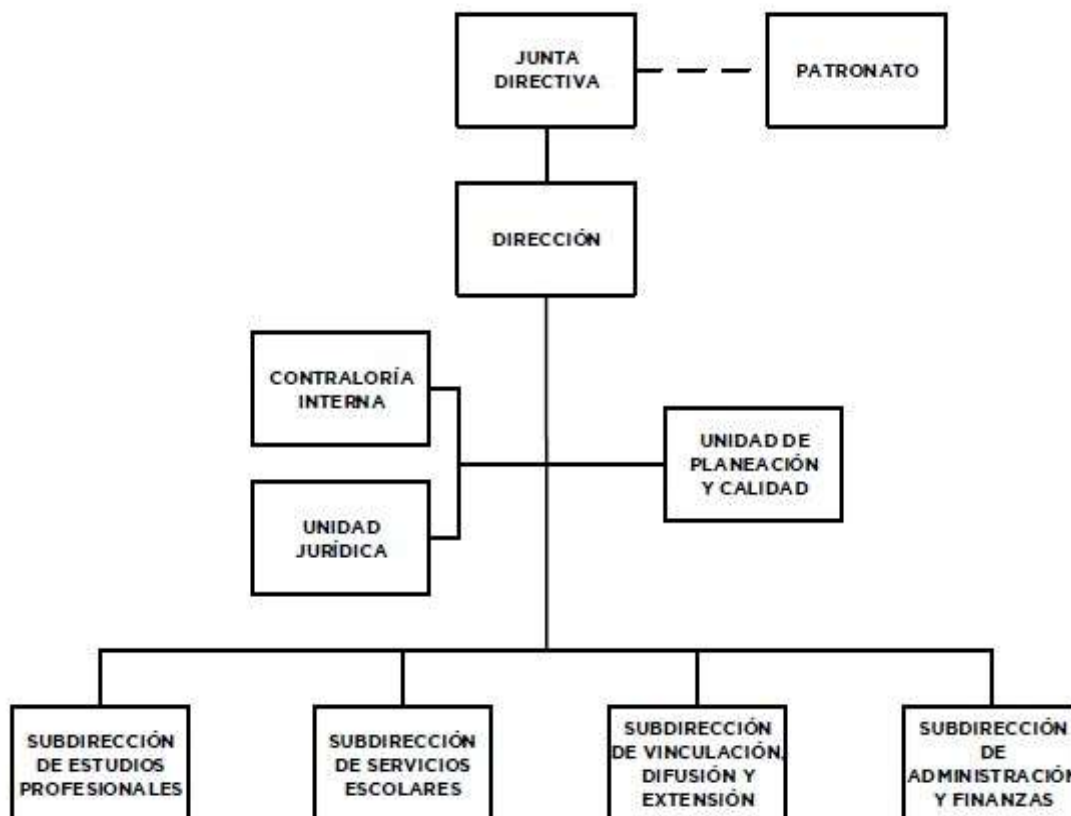 JUNTA
DIRECTIVA
PATRONATO
DIRECCIÓN
CONTRALORÍA
INTERNA
UNIDAD DE
PLANEACIÓN
Y CALIDAD
UNIDAD
JURÍDICA
SUBDIRECCIÓN
DE ESTUDIOS
PROFESIONALES
SUBDIRECCIÓN
DE SERVICIOS
ESCOLARES
SUBDIRECCIÓN
DE VINCULACIÓN,
DIFUSIÓN Y
EXTENSIÓN
SUBDIRECCIÓN
DE
ADMINISTRACIÓN
Y FINANZAS